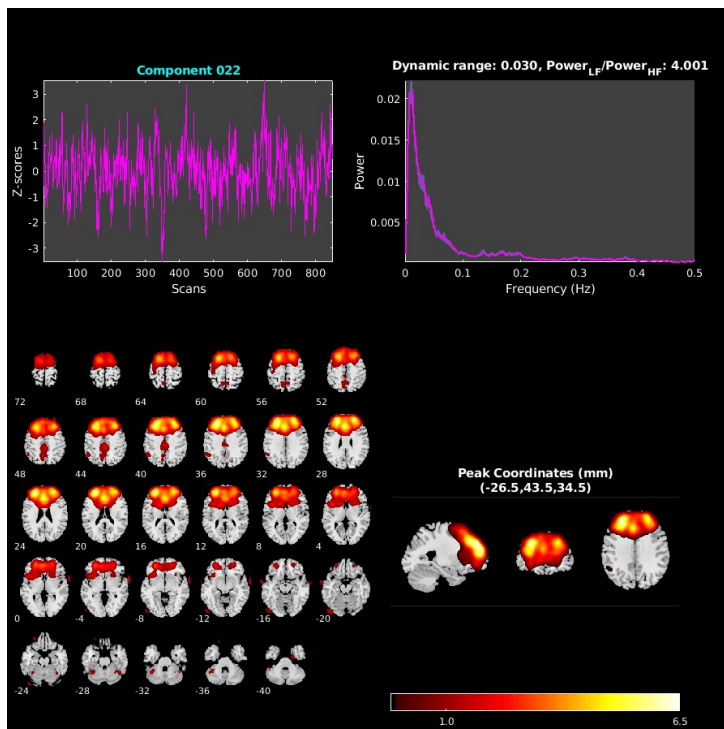 Component 022
Z-scores
3
2
1
0
-1
-2
-3
100 200 300 400 500 600 700 800
Scans
Dynamic range: 0.030, Power_LF/Power_HF: 4.001
Power
0.02
0.015
0.01
0.005
0 0.1 0.2 0.3 0.4 0.5
Frequency (Hz)
72 68 64 60 56 52
48 44 40 36 32 28
24 20 16 12 8 4
0 -4 -8 -12 -16 -20
-24 -28 -32 -36 -40
Peak Coordinates (mm)
(-26.5,43.5,34.5)
1.0 6.5